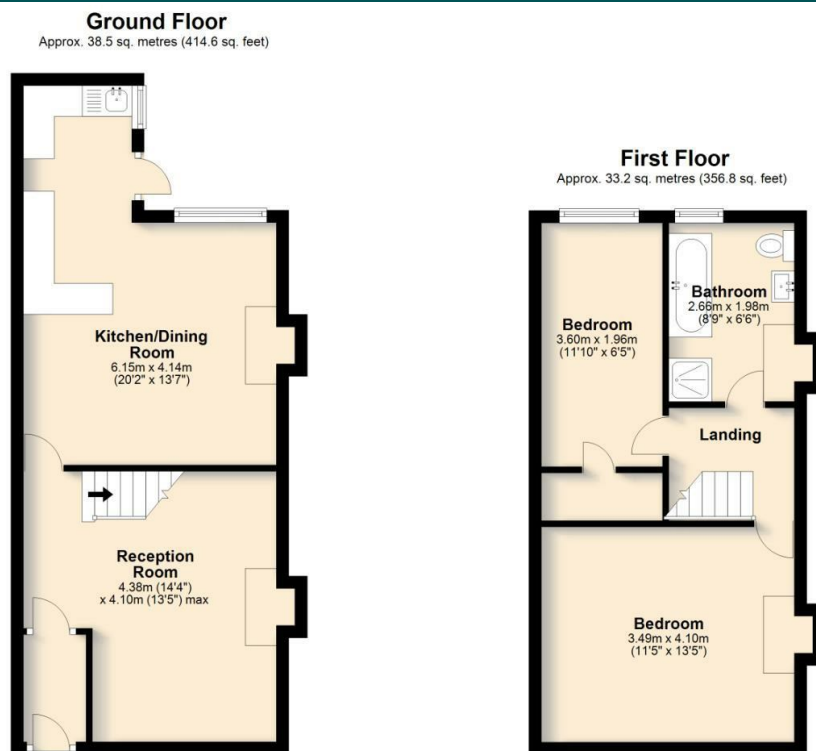 Ground Floor
Approx. 38.5 sq. metres (414.6 sq. feet)
Kitchen/Dining
Room
6.15m x 4.14m
(20'2" x 13'7")
Reception
Room
4.38m (14'4")
x 4.10m (13'5") max
First Floor
Approx. 33.2 sq. metres (356.8 sq. feet)
Bedroom
3.60m x 1.96m
(11'10" x 6'5")
Bathroom
2.66m x 1.98m
(8'9" x 6'6")
Landing
Bedroom
3.49m x 4.10m
(11'5" x 13'5")